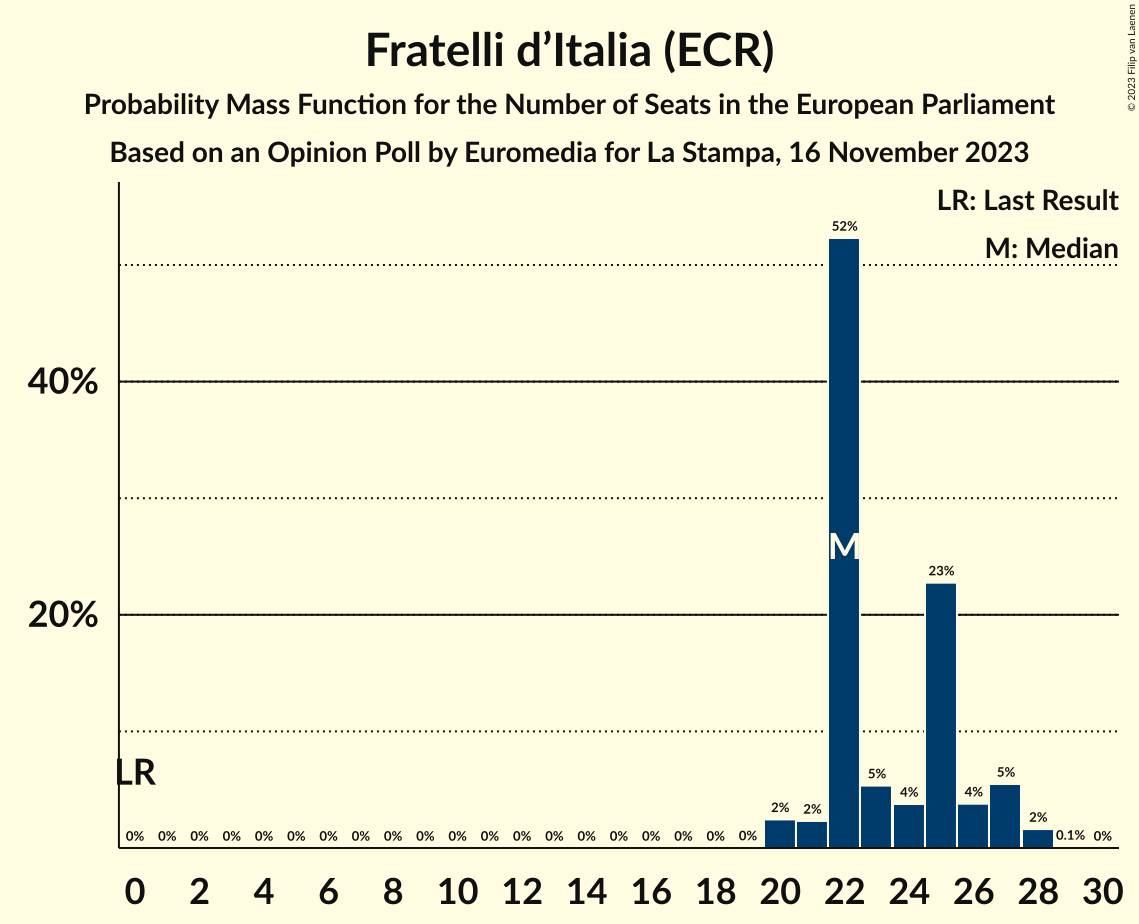 Fratelli d’Italia (ECR)
Probability Mass Function for the Number of Seats in the European Parliament
Based on an Opinion Poll by Euromedia for La Stampa, 16 November 2023
© 2023 Filip van Laenen
LR: Last Result
M: Median
52%
40%
M
23%
20%
LR
5%
4%
4%
5%
2%
2%
2%
0% 0% 0% 0% 0% 0% 0% 0% 0% 0% 0% 0% 0% 0% 0% 0% 0% 0% 0% 0% 0.1% 0%
0 2 4 6 8 10 12 14 16 18 20 22 24 26 28 30